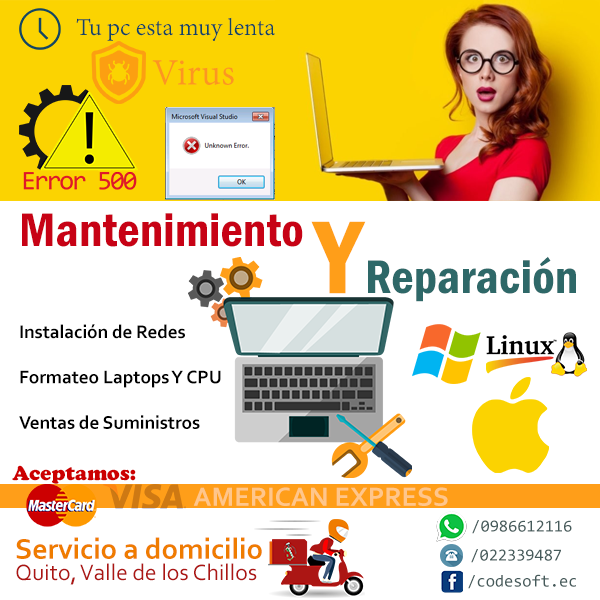 Tu pc esta muy lenta
Virus
Microsoft Visual Studio
Unknown Error.
OK
Error 500
Mantenimiento
Y
Reparación
Instalación de Redes
Formateo Laptops Y CPU
Ventas de Suministros
Linux
Aceptamos:
MasterCard
VISA AMERICAN EXPRESS
Servicio a domicilio
Quito, Valle de los Chillos
/0986612116
/022339487
/codesoft.ec